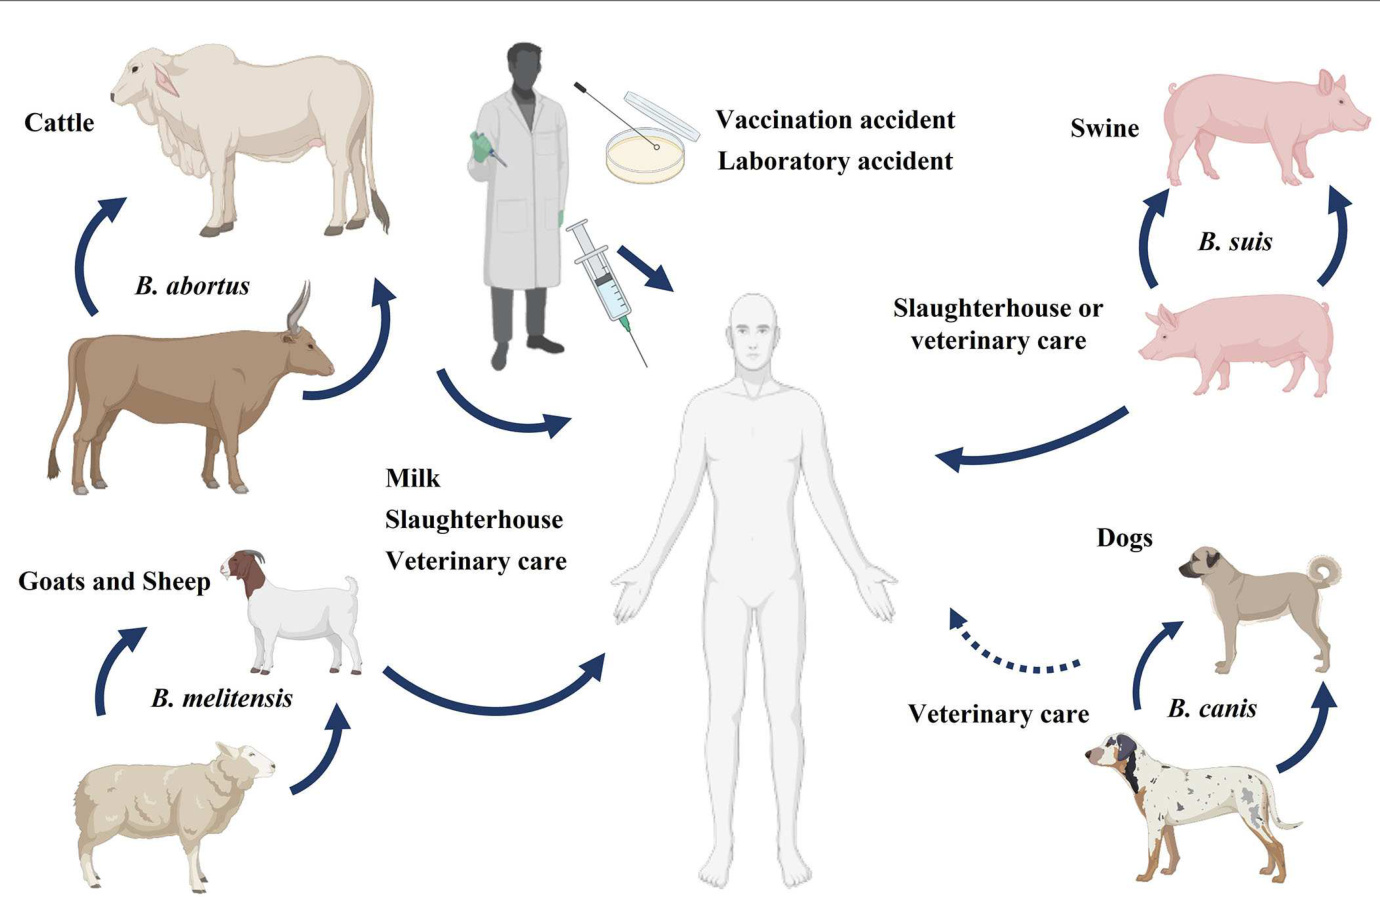 Cattle
B. abortus
Vaccination accident
Laboratory accident
Swine
B. suis
Slaughterhouse or
veterinary care
Milk
Slaughterhouse
Veterinary care
Goats and Sheep
B. melitensis
Dogs
B. canis
Veterinary care